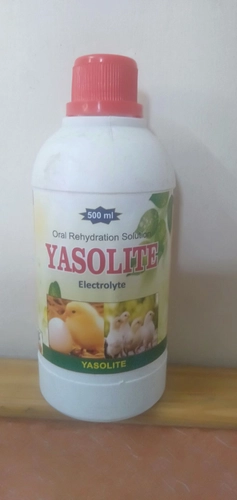 500 ml
Oral Rehydration Solution
YASOLITE
Electrolyte
YASOLITE